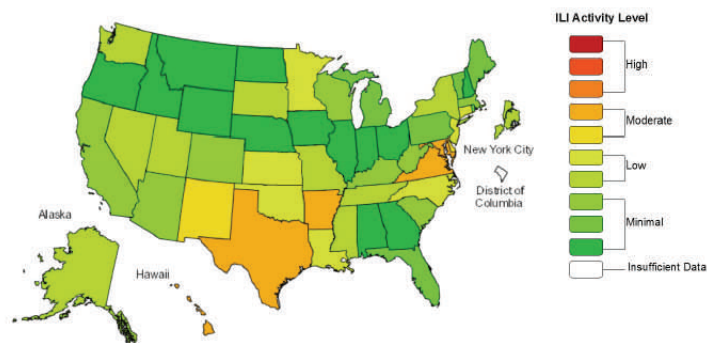 ILI Activity Level
High
Moderate
Low
Minimal
Insufficient Data
New York City
District of
Columbia
Alaska
Hawaii